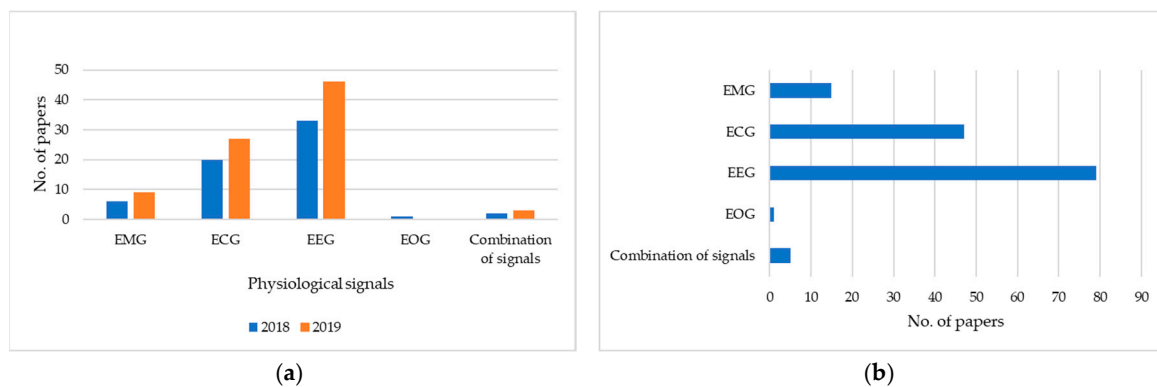 50
40
30
20
10
0
No. of papers
EMG
ECG
EEG
EOG
Combination
of signals
Physiological signals
2018
2019
(a)
EMG
ECG
EEG
EOG
Combination of signals
0 10 20 30 40 50 60 70 80 90
No. of papers
(b)